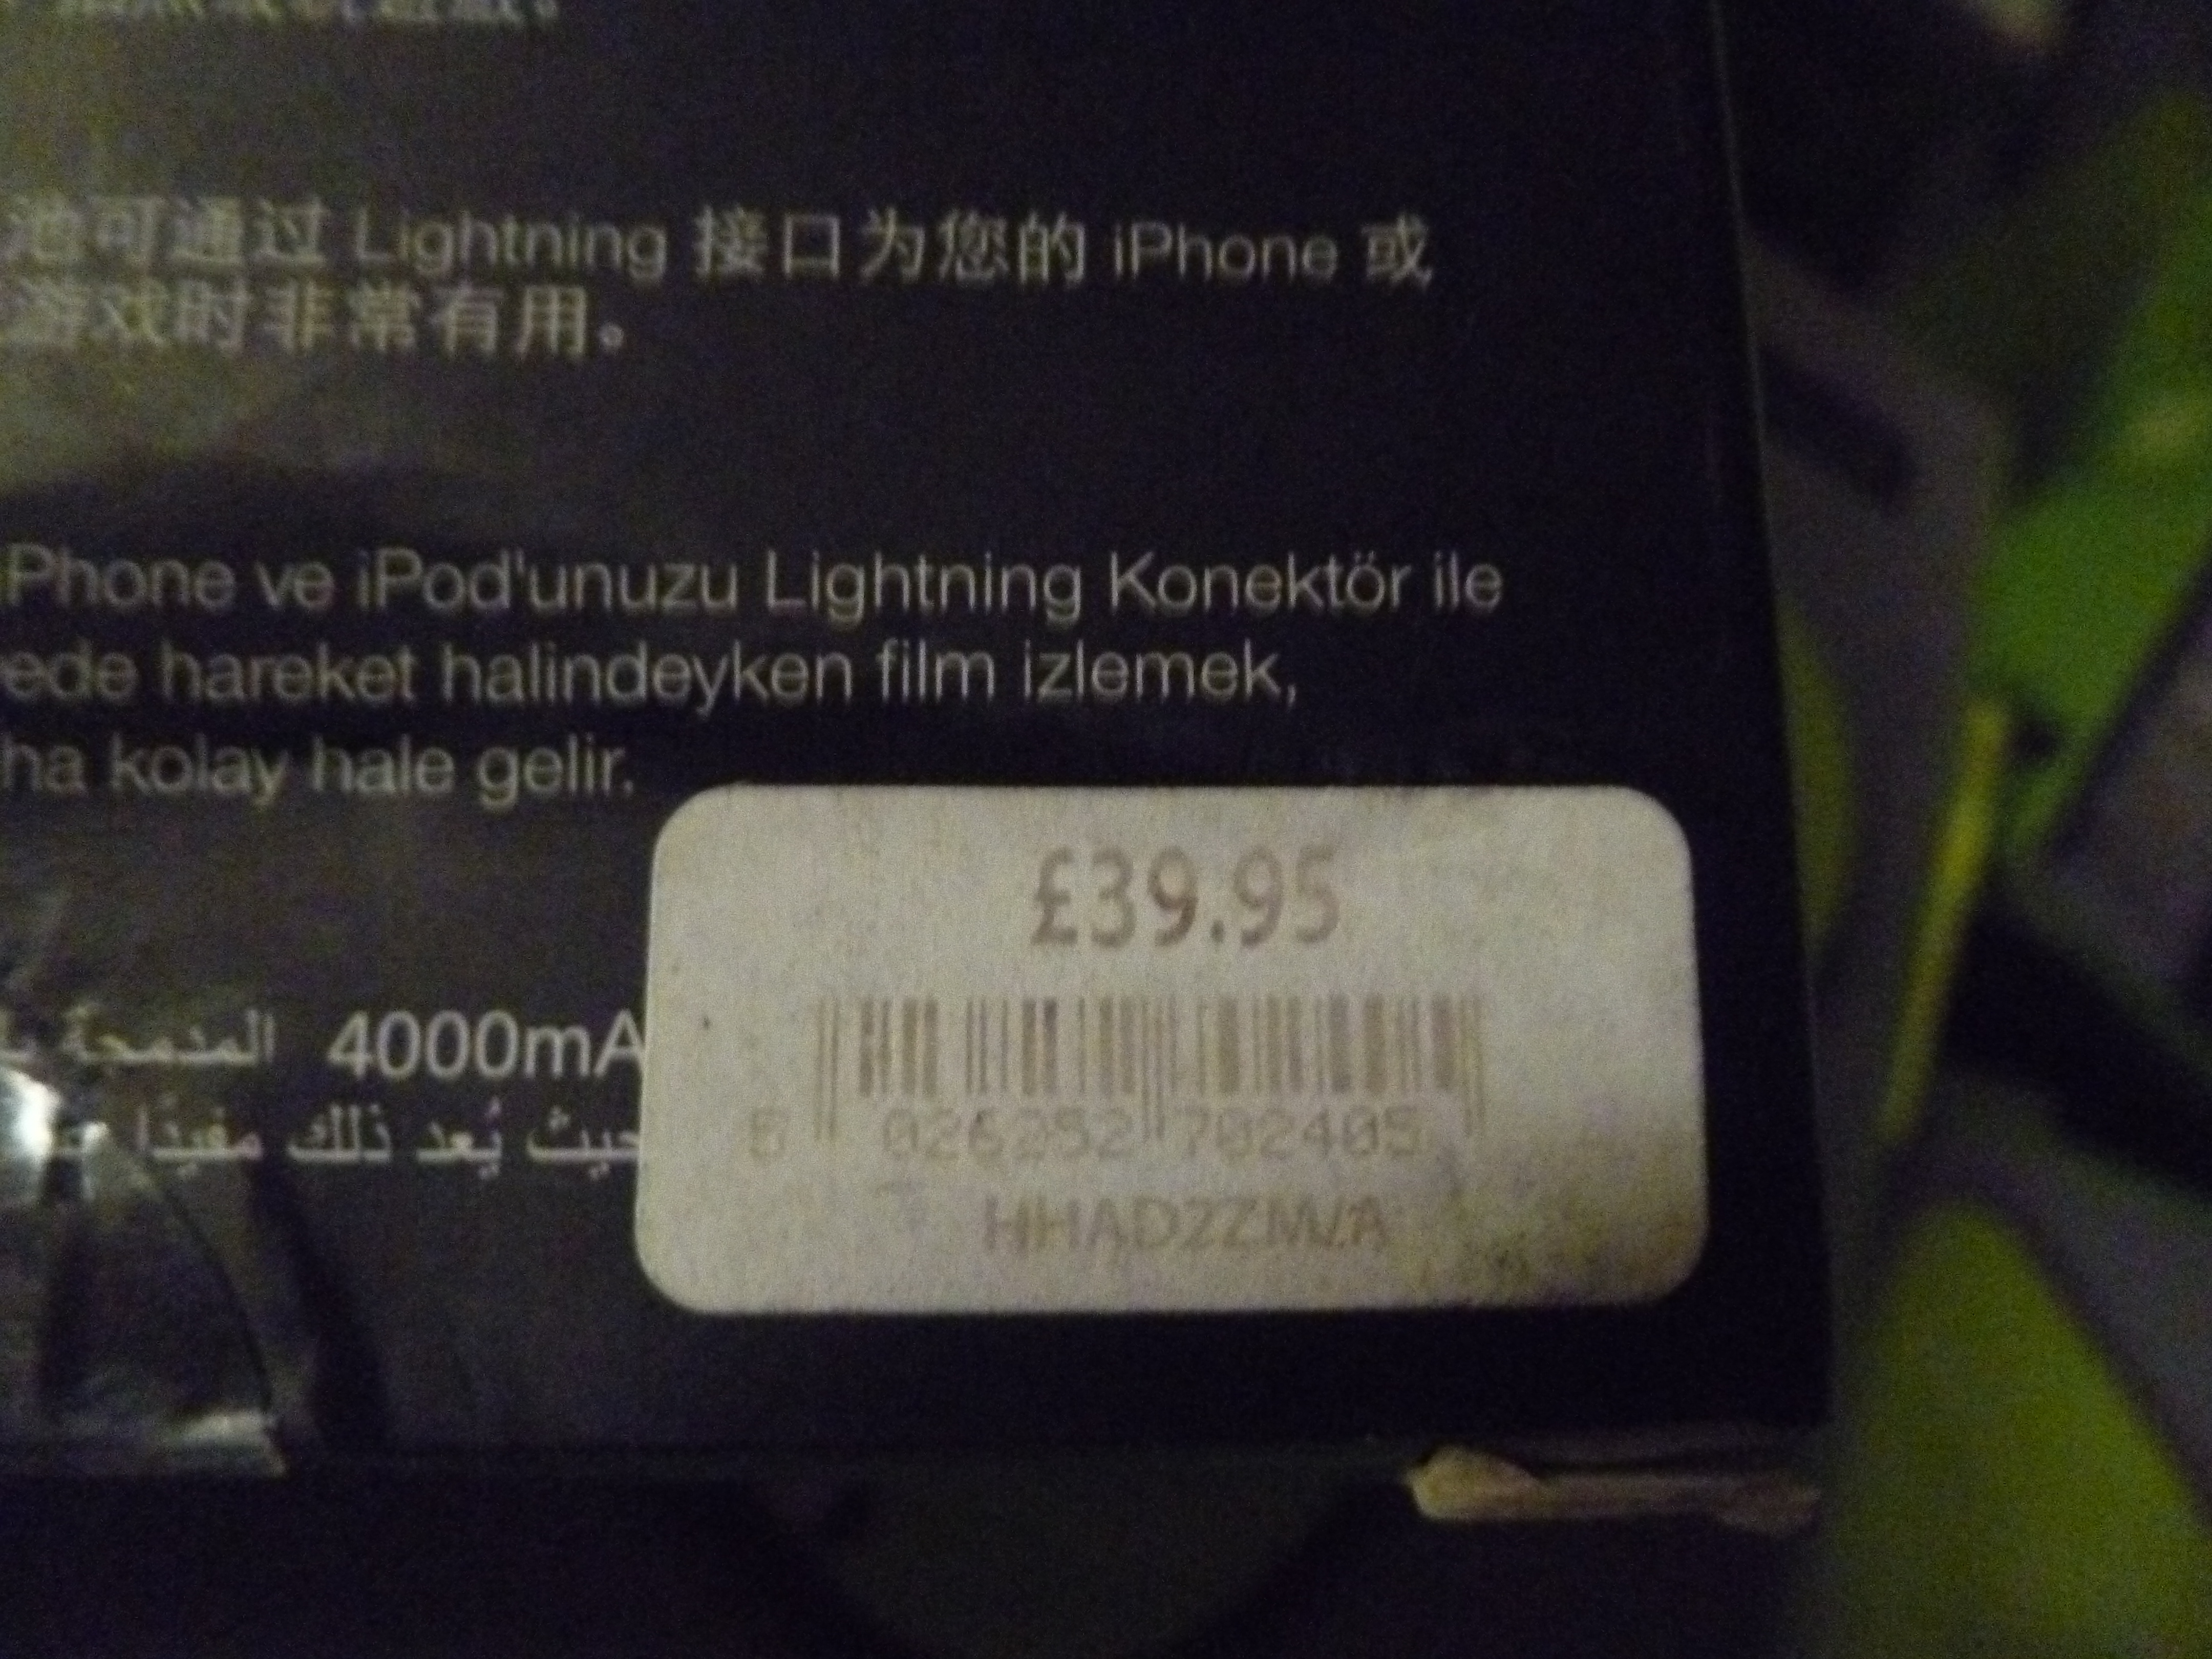 池可通过 Lightning 接口为您的 iPhone 或
游戏时非常有用。
iPhone ve iPod'unuzu Lightning Konektör ile
ede hareket halindeyken film izlemek,
ha kolay hale gelir.
£39.95
4000mA المدمجة
حيث يُعد ذلك مفيدًا
702405